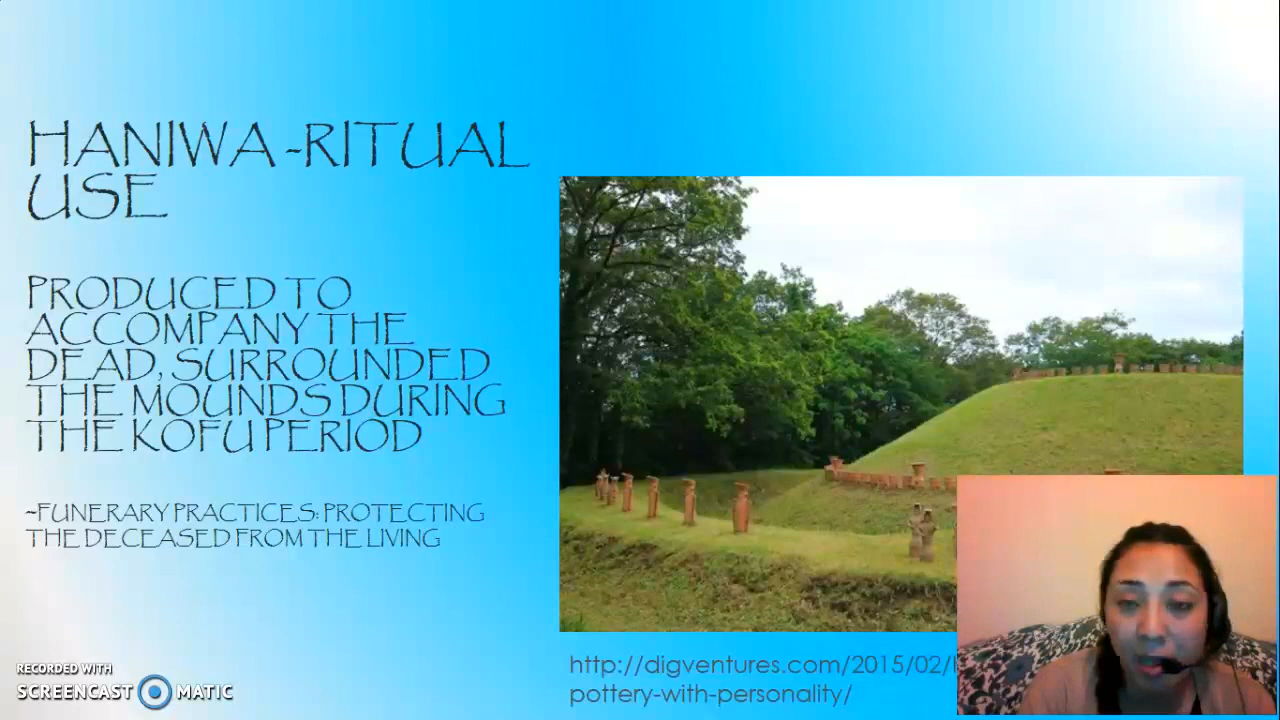 HANIWA -RITUAL
USE
PRODUCED TO
ACCOMPANY THE
DEAD, SURROUNDED
THE MOUNDS DURING
THE KOFU PERIOD
~FUNERARY PRACTICES: PROTECTING
THE DECEASED FROM THE LIVING
http://digventures.com/2015/02/
pottery-with-personality/
RECORDED WITH
SCREENCAST MATIC